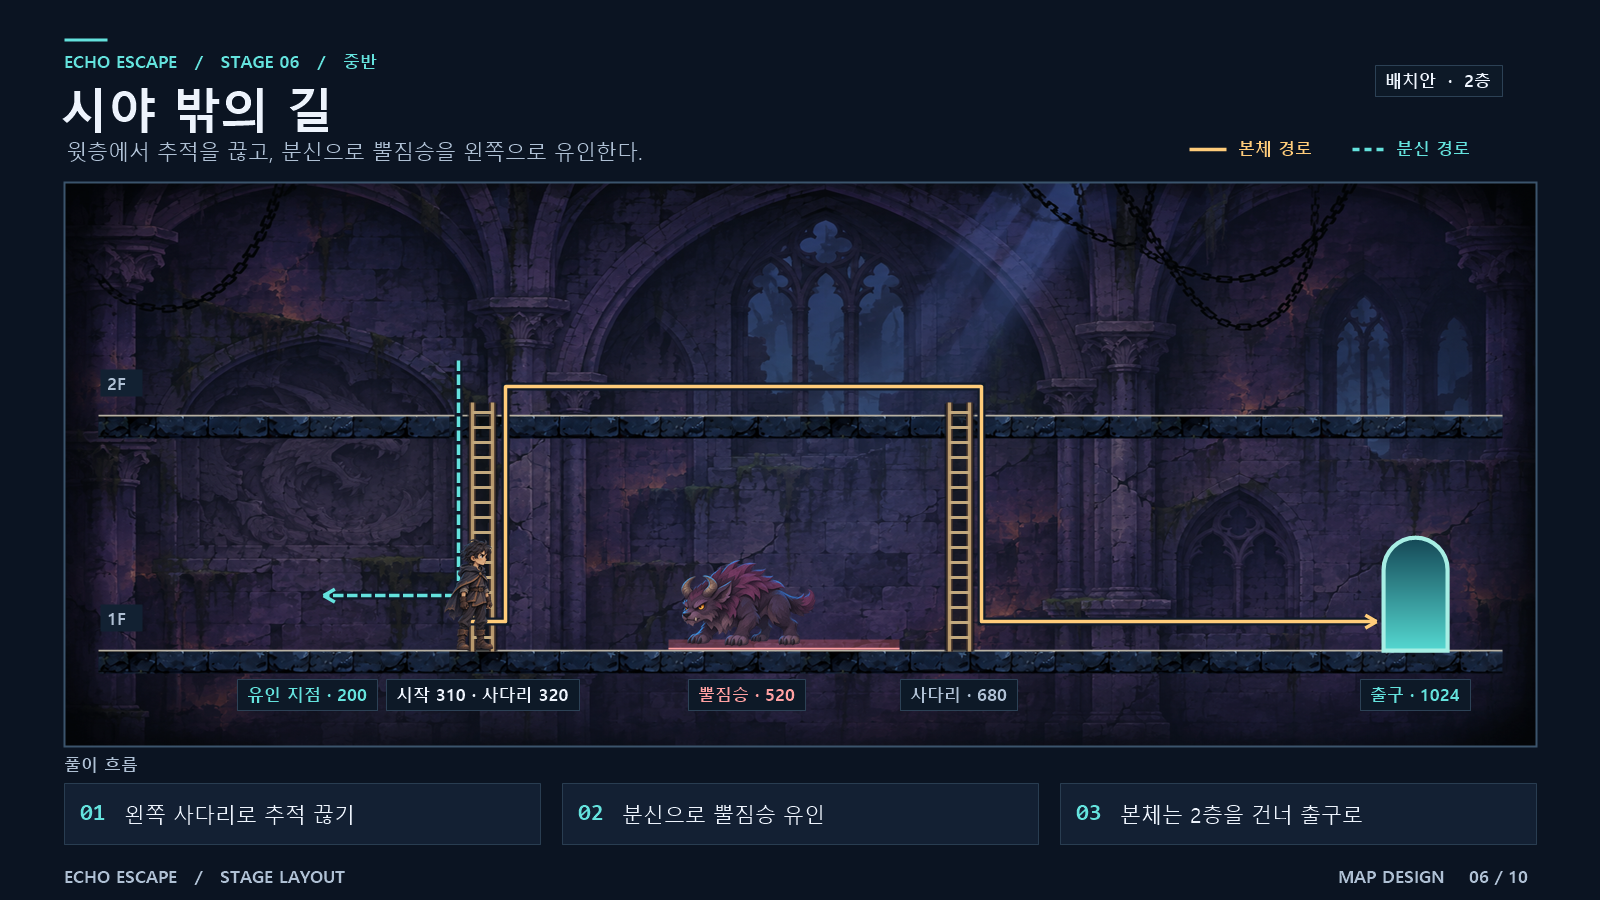 ECHO ESCAPE / STAGE 06 / 중반
시야 밖의 길
배치안 · 2층
윗층에서 추적을 끊고, 분신으로 뿔짐승을 왼쪽으로 유인한다.
본체 경로
분신 경로
2F
1F
유인 지점 · 200
시작 310 · 사다리 320
뿔짐승 · 520
사다리 · 680
출구 · 1024
풀이 흐름
01 왼쪽 사다리로 추적 끊기
02 분신으로 뿔짐승 유인
03 본체는 2층을 건너 출구로
ECHO ESCAPE / STAGE LAYOUT
MAP DESIGN 06 / 10